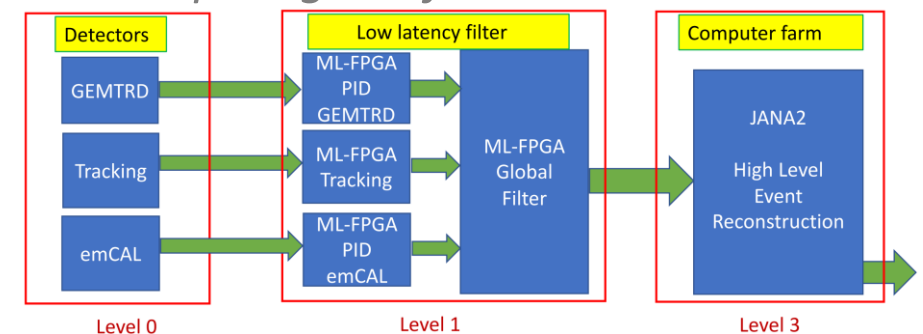 Detectors
GEMTRD
Tracking
emCAL
Level 0
Low latency filter
ML-FPGA
PID
GEMTRD
ML-FPGA
Tracking
ML-FPGA
PID
emCAL
ML-FPGA
Global
Filter
Level 1
Computer farm
JANA2
High Level
Event
Reconstruction
Level 3